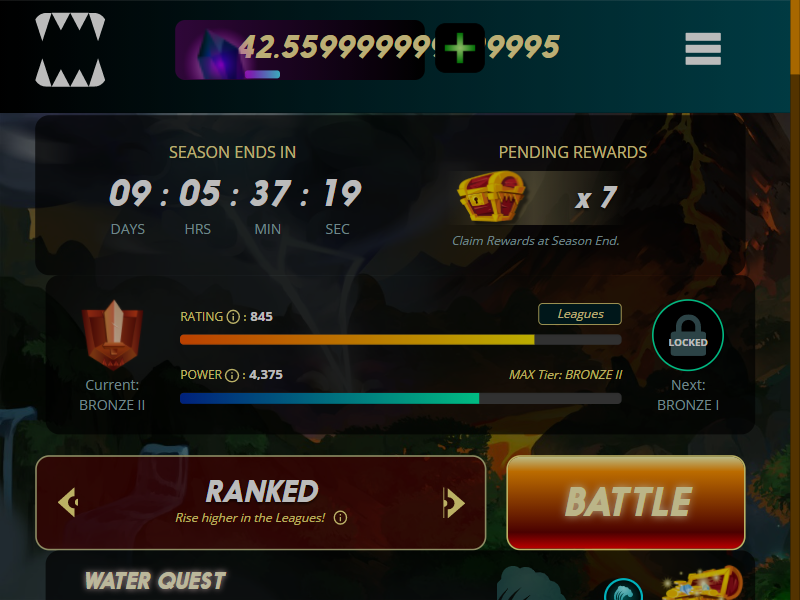 42.5599999999 9995
SEASON ENDS IN
09 : 05 : 37 : 19
DAYS HRS MIN SEC
PENDING REWARDS
x 7
Claim Rewards at Season End.
RATING i : 845
Leagues
POWER i : 4,375
MAX Tier: BRONZE II
Current:
BRONZE II
LOCKED
Next:
BRONZE I
RANKED
Rise higher in the Leagues! i
BATTLE
WATER QUEST